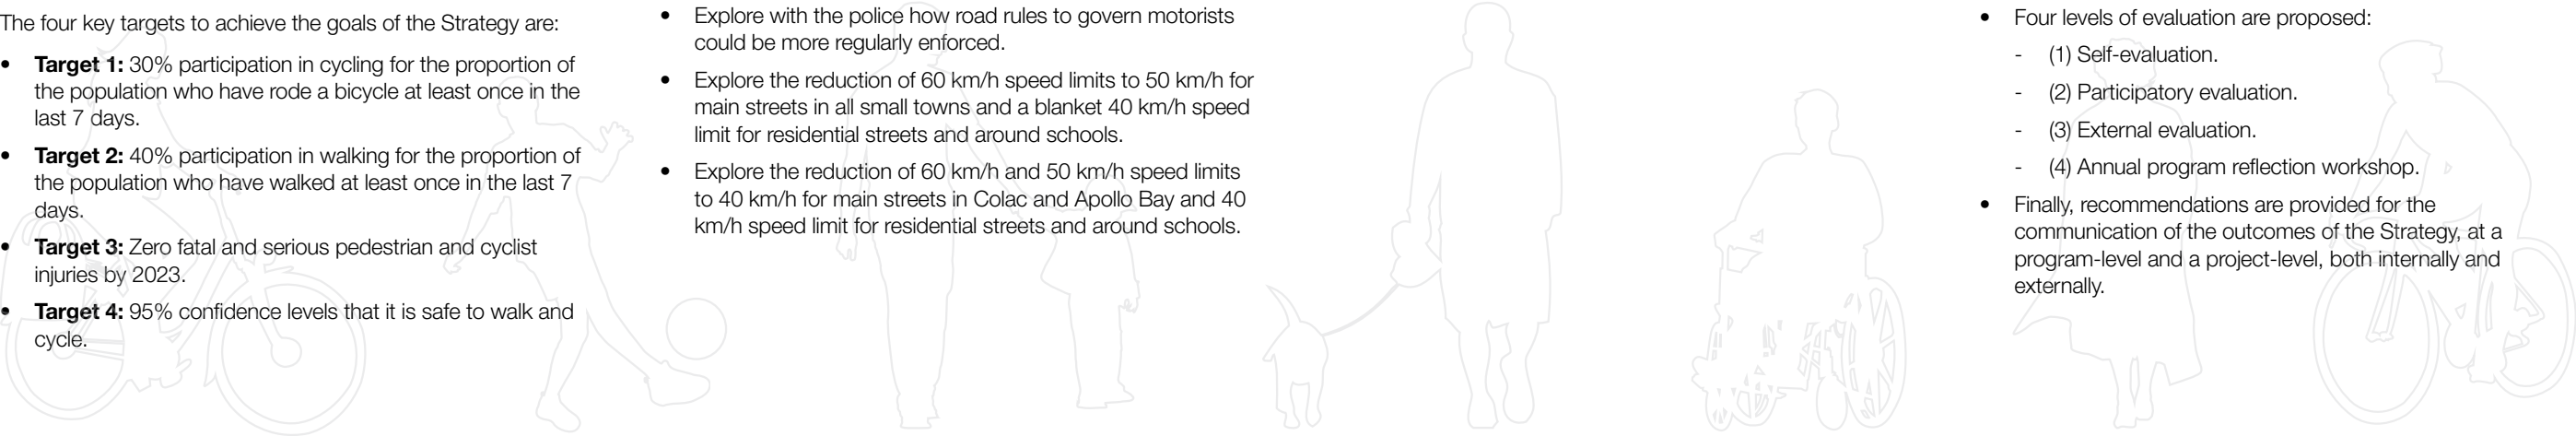 The four key targets to achieve the goals of the Strategy are:
• Target 1: 30% participation in cycling for the proportion of
the population who have rode a bicycle at least once in the
last 7 days.
• Target 2: 40% participation in walking for the proportion of
the population who have walked at least once in the last 7
days.
• Target 3: Zero fatal and serious pedestrian and cyclist
injuries by 2023.
• Target 4: 95% confidence levels that it is safe to walk and
cycle.
• Explore with the police how road rules to govern motorists
could be more regularly enforced.
• Explore the reduction of 60 km/h speed limits to 50 km/h for
main streets in all small towns and a blanket 40 km/h speed
limit for residential streets and around schools.
• Explore the reduction of 60 km/h and 50 km/h speed limits
to 40 km/h for main streets in Colac and Apollo Bay and 40
km/h speed limit for residential streets and around schools.
• Four levels of evaluation are proposed:
- (1) Self-evaluation.
- (2) Participatory evaluation.
- (3) External evaluation.
- (4) Annual program reflection workshop.
• Finally, recommendations are provided for the
communication of the outcomes of the Strategy, at a
program-level and a project-level, both internally and
externally.